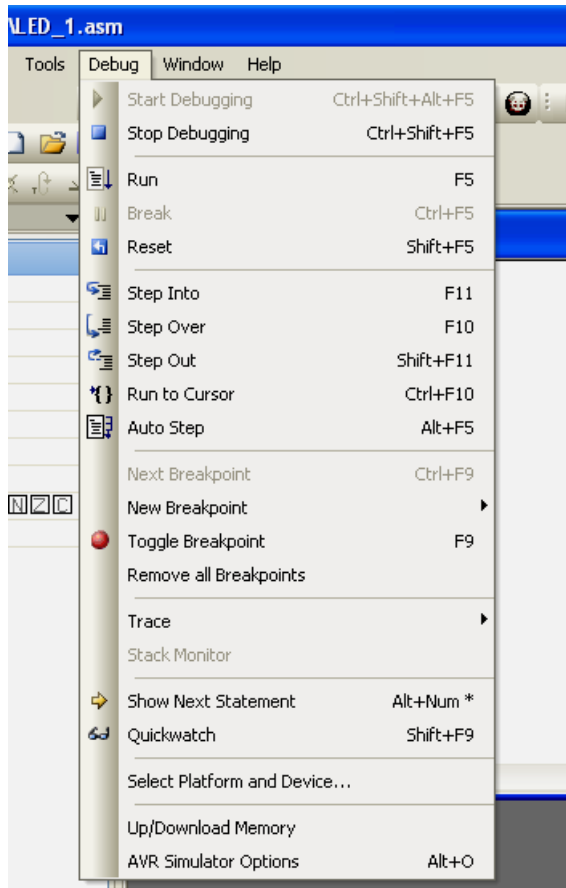 ALED_1.asm
Tools Debug Window Help
Start Debugging Ctrl+Shift+Alt+F5
Stop Debugging Ctrl+Shift+F5
Run F5
Break Ctrl+F5
Reset Shift+F5
Step Into F11
Step Over F10
Step Out Shift+F11
Run to Cursor Ctrl+F10
Auto Step Alt+F5
Next Breakpoint Ctrl+F9
N Z C New Breakpoint
Toggle Breakpoint F9
Remove all Breakpoints
Trace
Stack Monitor
Show Next Statement Alt+Num *
Quickwatch Shift+F9
Select Platform and Device...
Up/Download Memory
AVR Simulator Options Alt+O